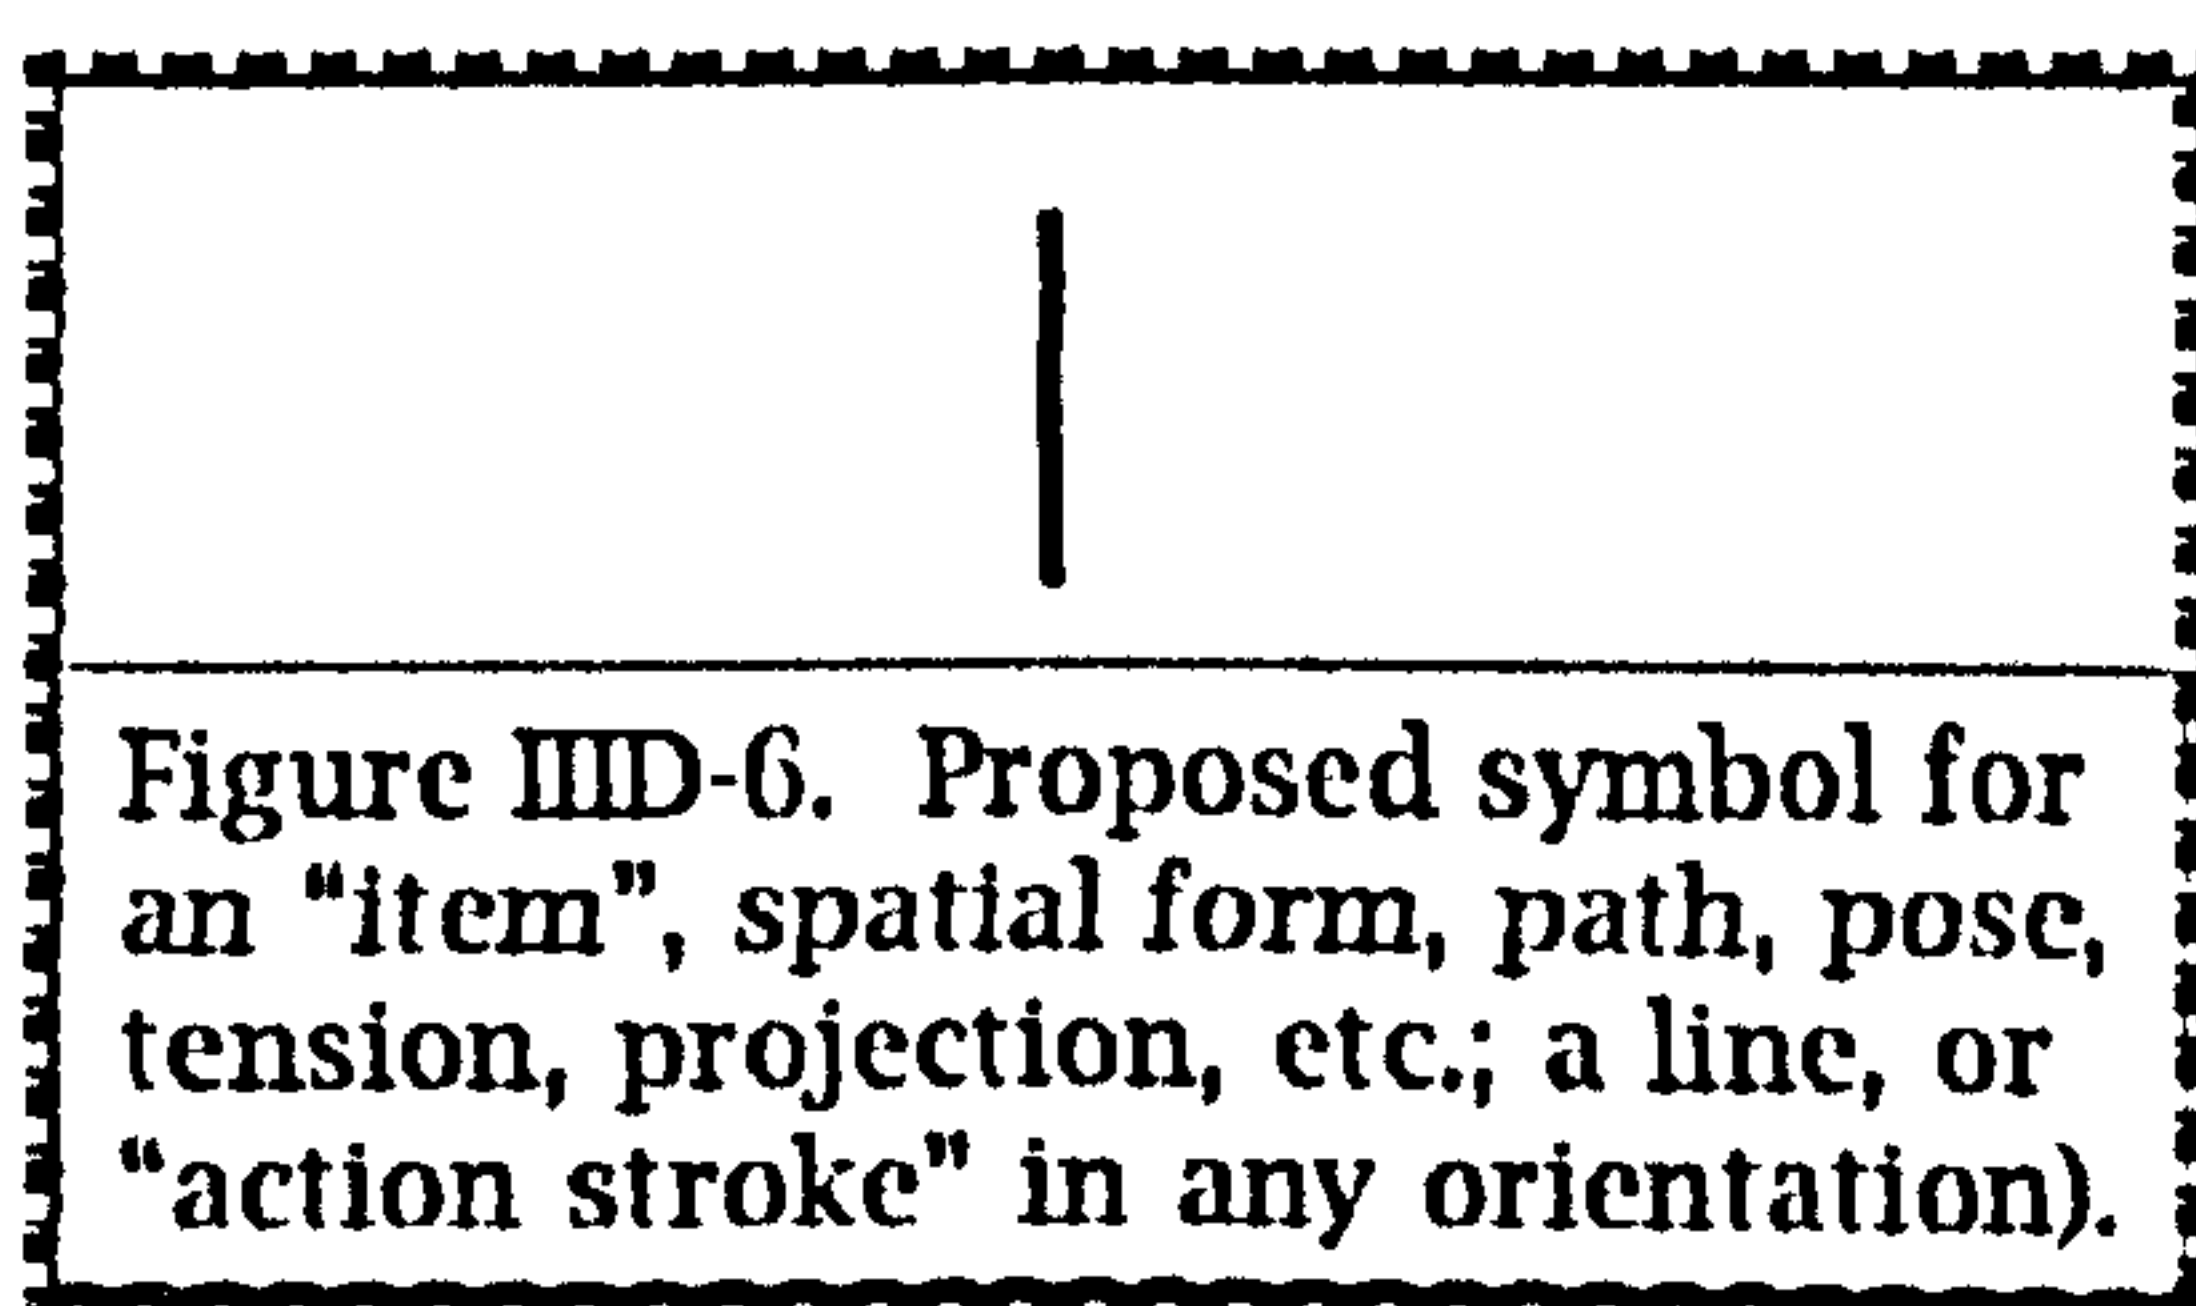 Figure IIID-6. Proposed symbol for
an “item”, spatial form, path, pose,
tension, projection, etc.; a line, or
“action stroke” in any orientation).